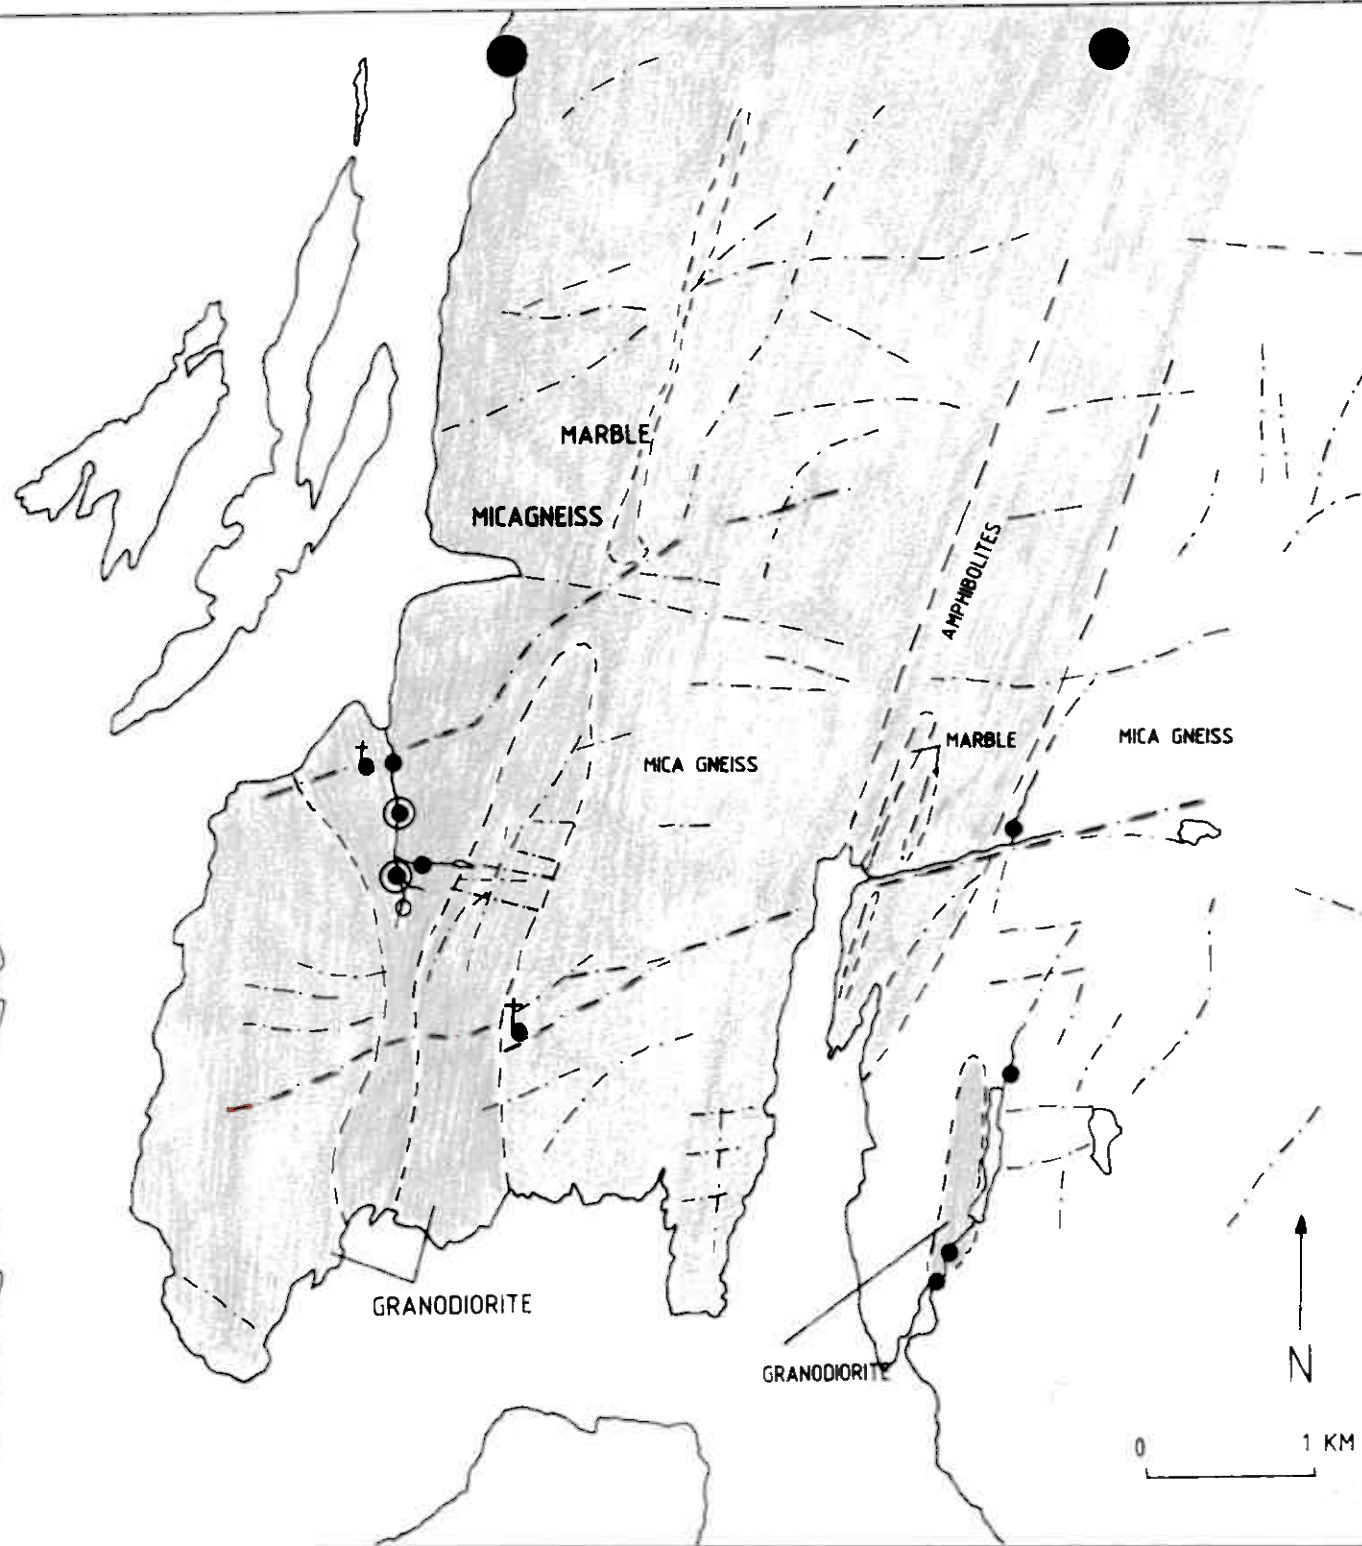 MARBLE
MICAGNEISS
AMPHIBOLITES
MARBLE
MICA GNEISS
MICA GNEISS
GRANODIORITE
GRANODIORITE
N
0 1 KM